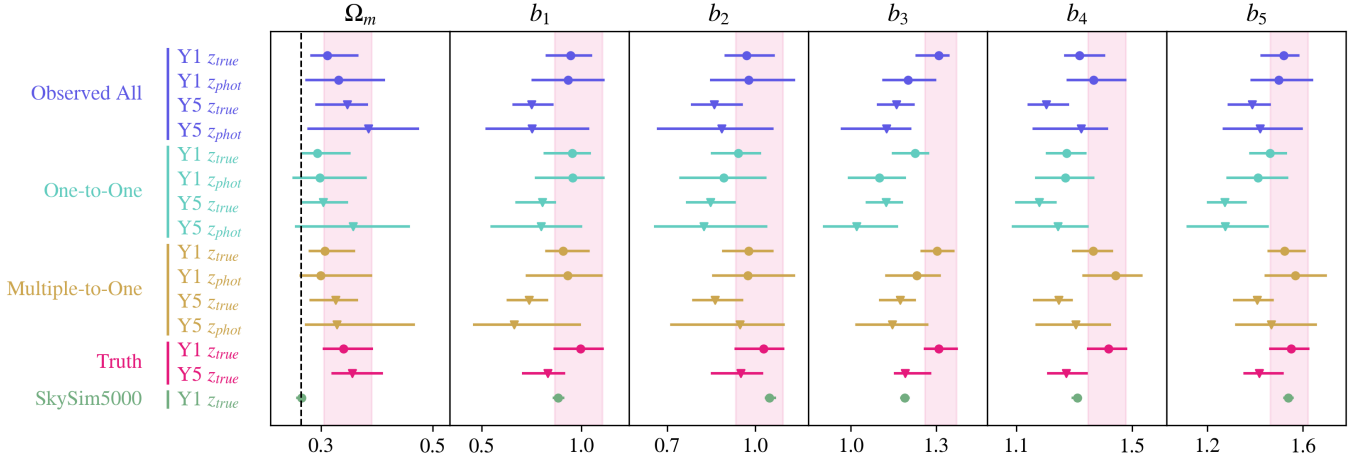 Ωm b1 b2 b3 b4 b5
Observed All
Y1 ztrue
Y1 zphot
Y5 ztrue
Y5 zphot
One-to-One
Y1 ztrue
Y1 zphot
Y5 ztrue
Y5 zphot
Multiple-to-One
Y1 ztrue
Y1 zphot
Y5 ztrue
Y5 zphot
Truth
Y1 ztrue
Y5 ztrue
SkySim5000 Y1 ztrue
0.3 0.5 0.5 1.0 0.7 1.0 1.0 1.3 1.1 1.5 1.2 1.6